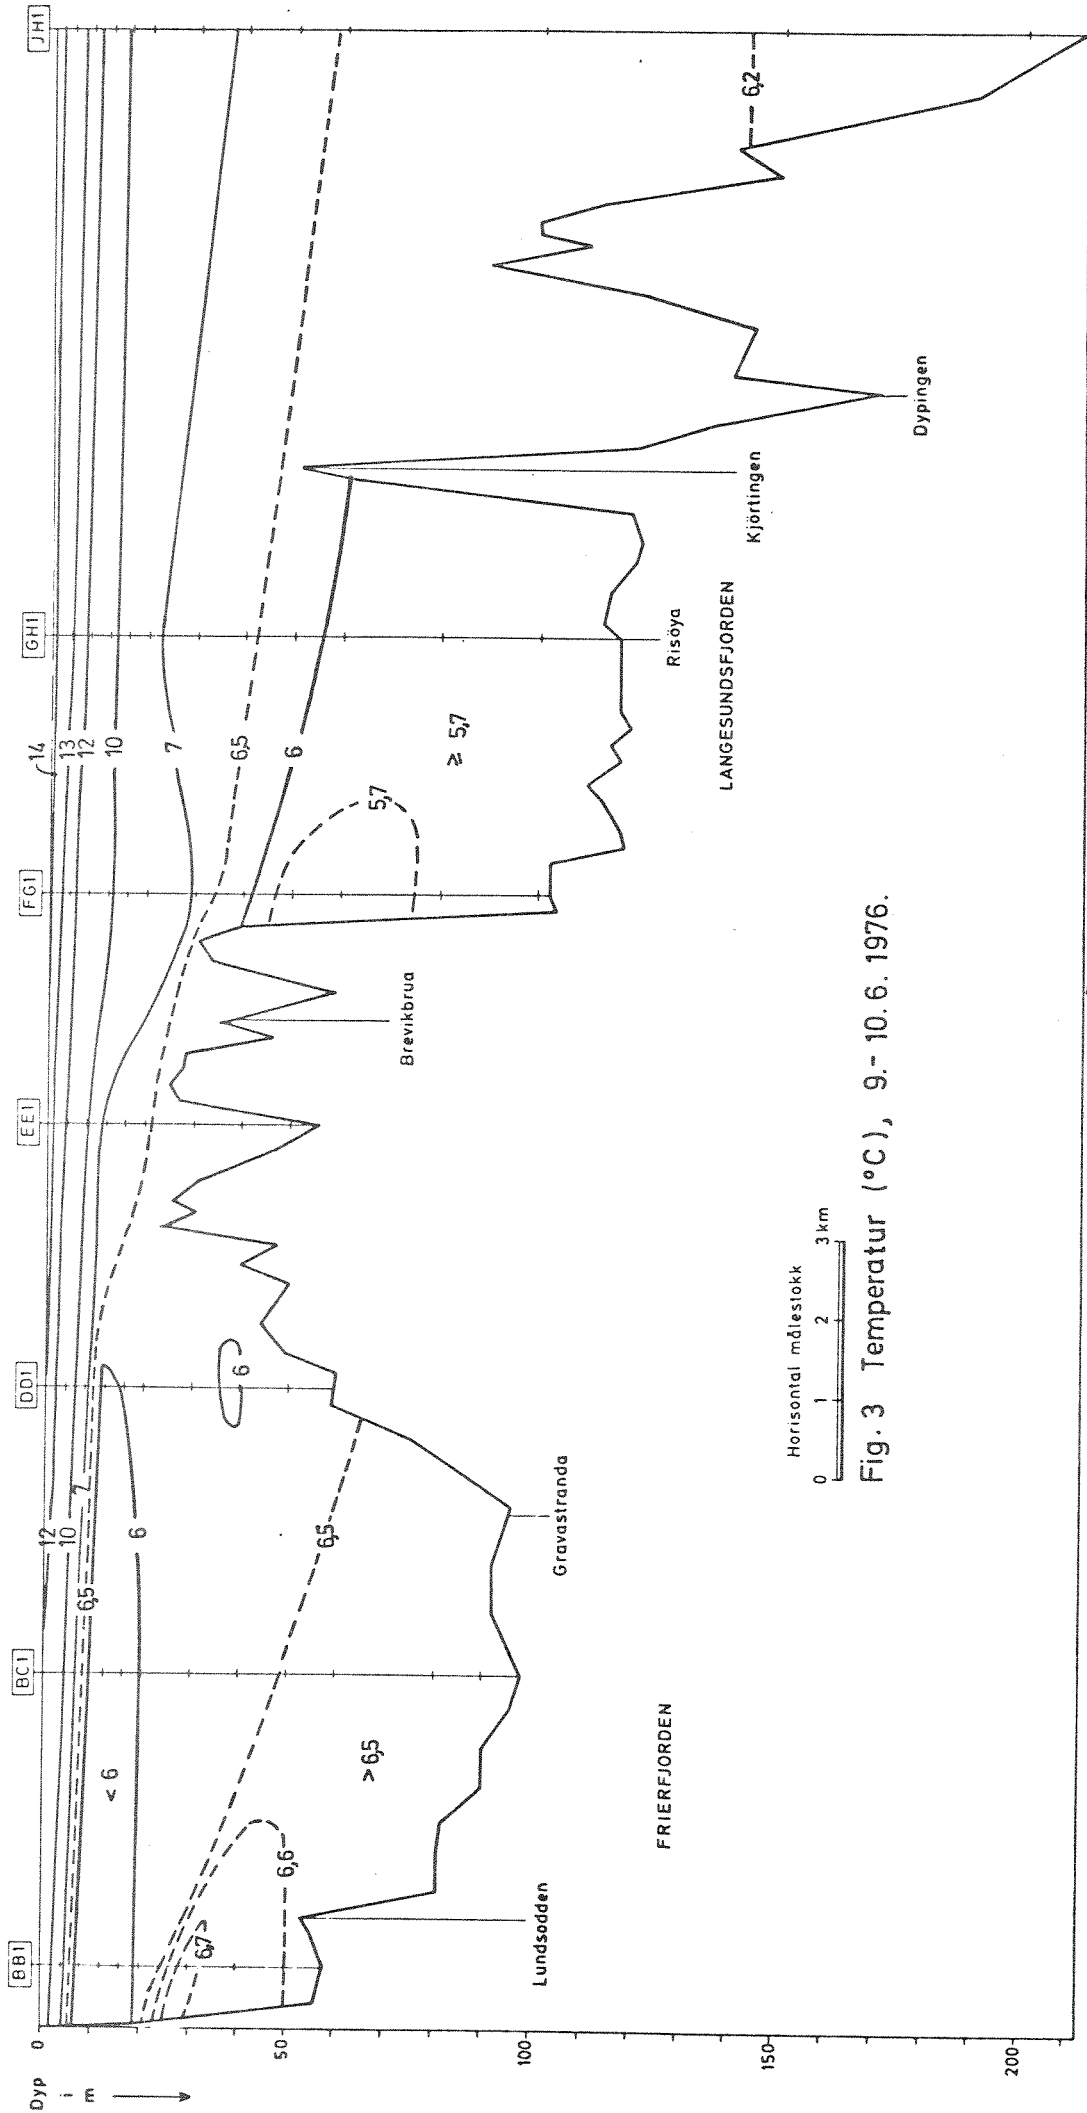 BB1
BC1
DD1
EE1
FG1
GH1
JH1
Dyp
i
m
0
50
100
150
200
12
10
6,5
7
6
< 6
6,5
> 6,5
6,6
6,7
6
14
13
12
10
7
6,5
6
5,7
≥ 5,7
6,2
Lundsodden
Gravastranda
Brevikbrua
Risöya
Kjörtingen
Dypingen
FRIERFJORDEN
LANGESUNDSFJORDEN
Horisontal målestokk
0 1 2 3 km
Fig. 3 Temperatur (°C), 9.- 10.6. 1976.